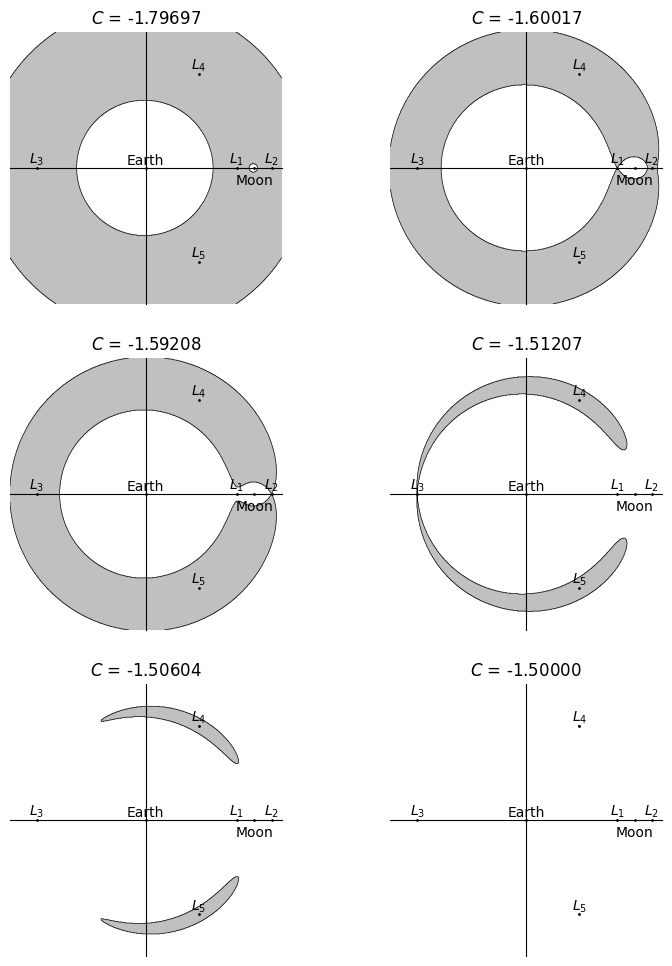 C = -1.79697
C = -1.60017
L4
L4
L3 Earth L1 L2
L3 Earth L1 L2
Moon
Moon
L5
L5
C = -1.59208
C = -1.51207
L4
L4
L3 Earth L1 L2
L3 Earth L1 L2
Moon
Moon
L5
L5
C = -1.50604
C = -1.50000
L4
L4
L3 Earth L1 L2
L3 Earth L1 L2
Moon
Moon
L5
L5